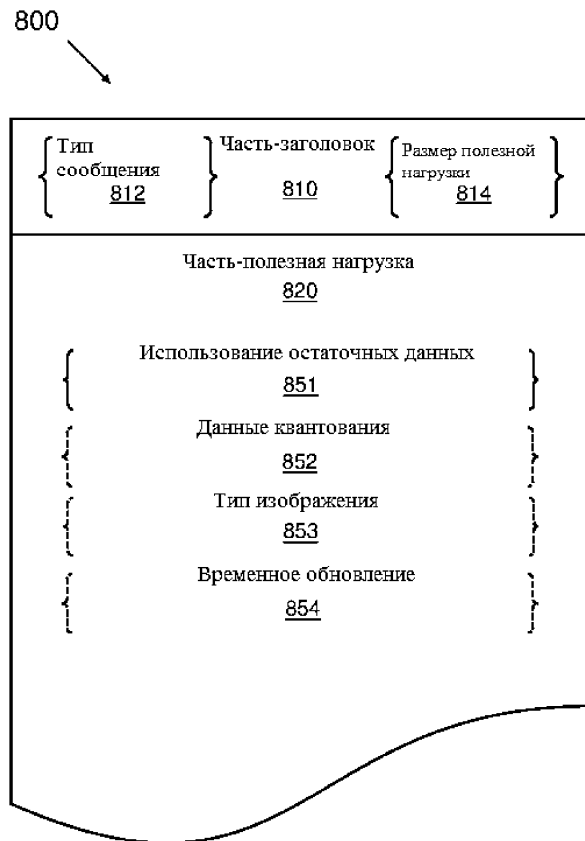 800
Тип
сообщения
812
Часть-заголовок
810
Размер полезной
нагрузки
814
Часть-полезная нагрузка
820
Использование остаточных данных
851
Данные квантования
852
Тип изображения
853
Временное обновление
854